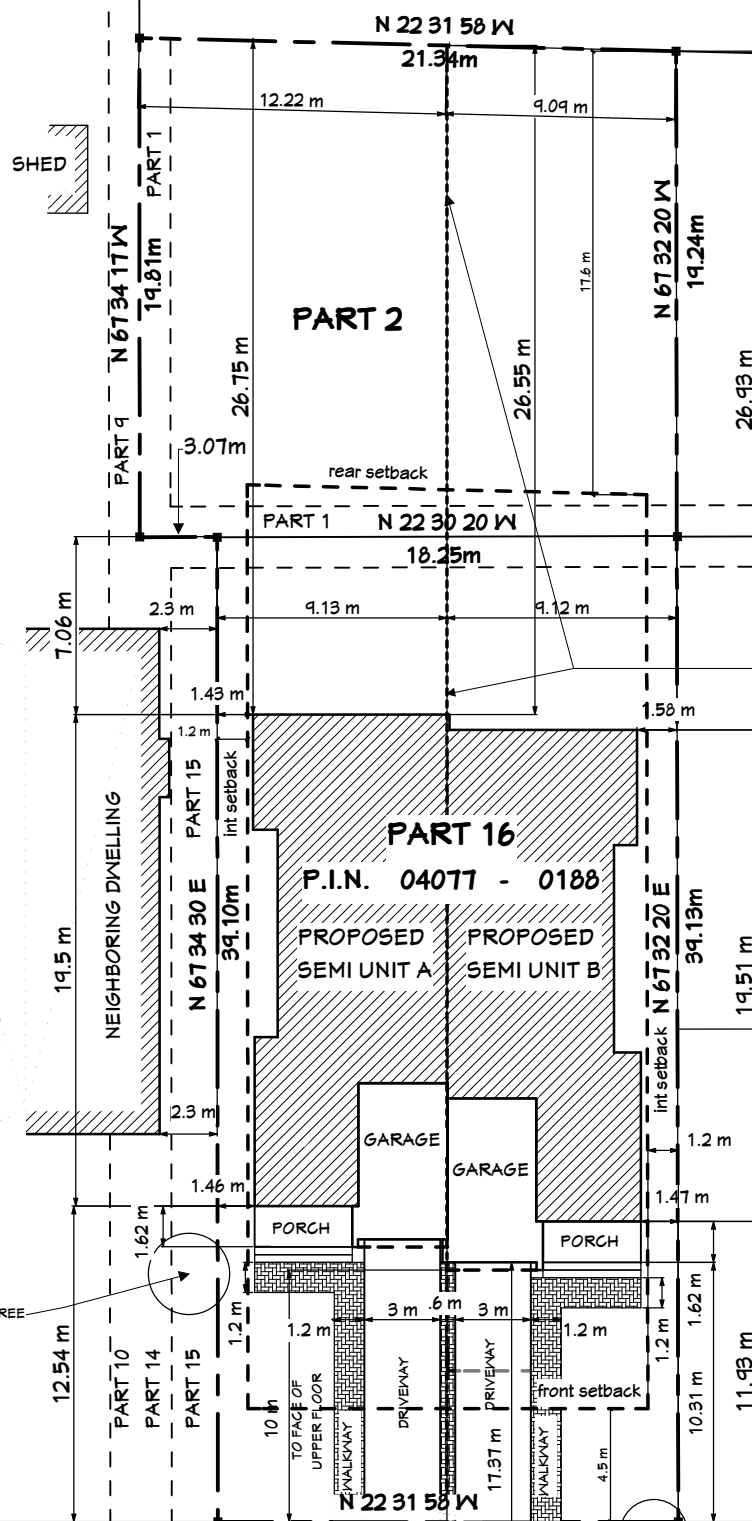 N 22 31 58 W
21.34m
12.22 m
9.09 m
SHED
PART 1
N 67 34 17 W
19.81m
N 67 32 20 W
19.24m
17.6 m
PART 2
26.75 m
26.55 m
26.93 m
PART 9
3.07m
rear setback
PART 1
N 22 30 20 W
18.25m
7.06 m
2.3 m
9.13 m
9.12 m
1.43 m
1.58 m
1.2 m
PART 15
int setback
NEIGHBORING DWELLING
PART 16
P.I.N. 04077 - 0188
N 67 34 30 E
39.10m
PROPOSED
SEMI UNIT A
PROPOSED
SEMI UNIT B
N 67 32 20 E
39.13m
19.5 m
19.51 m
int setback
2.3 m
GARAGE
GARAGE
1.2 m
1.46 m
1.47 m
1.62 m
PORCH
PORCH
REE
1.2 m
1.2 m
3 m
.6 m
3 m
1.2 m
1.2 m
1.62 m
12.54 m
PART 10
PART 14
PART 15
10 m
TO FACE OF
UPPER FLOOR
WALKWAY
DRIVEWAY
DRIVEWAY
17.37 m
front setback
WALKWAY
4.5 m
10.31 m
11.93 m
N 22 31 58 W